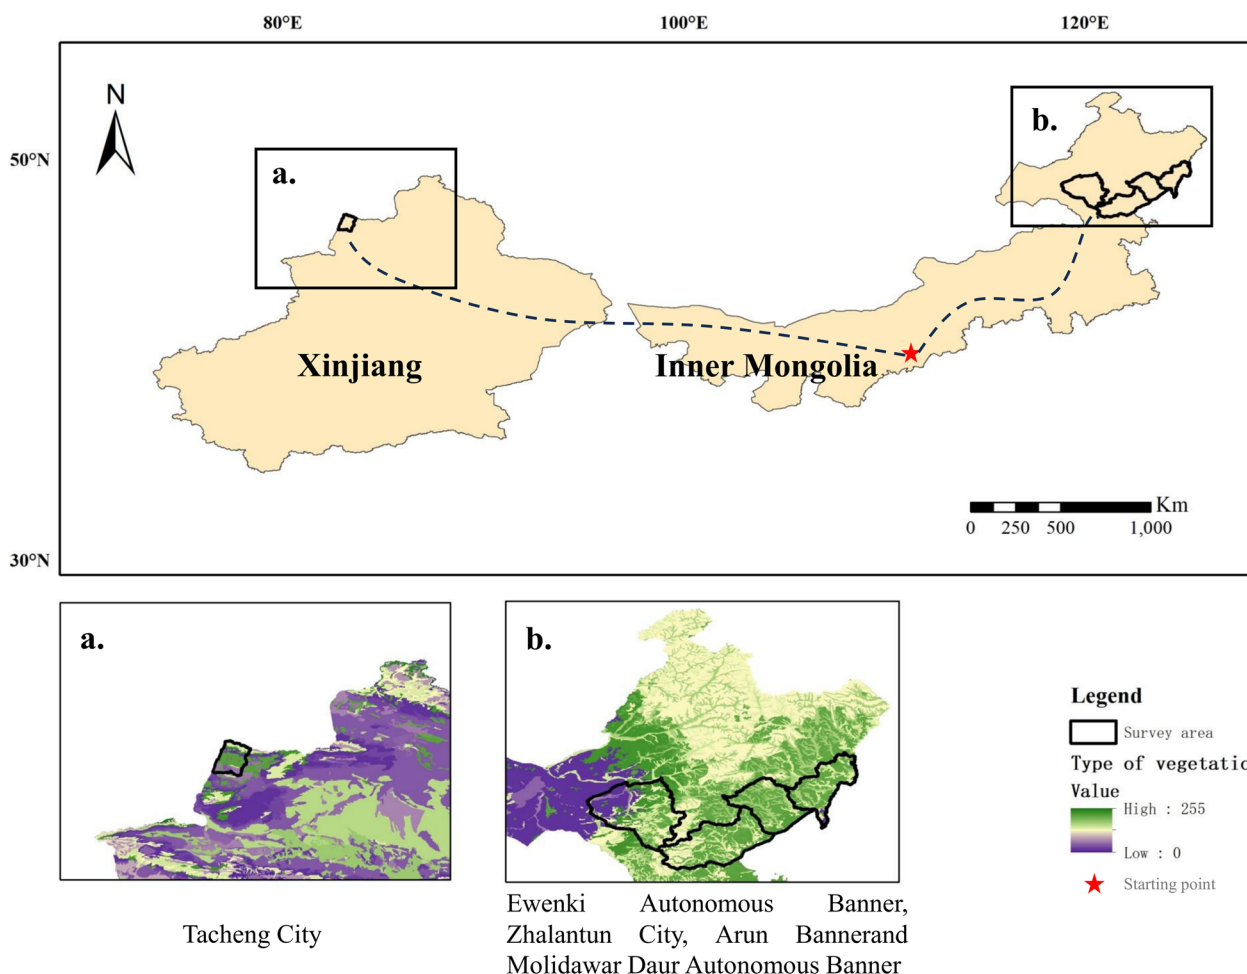 80°E 100°E 120°E
N
50°N
a.
b.
Xinjiang
Inner Mongolia
Km
0 250 500 1,000
30°N
a.
b.
Legend
Survey area
Type of vegetatic
Value
High : 255
Low : 0
Starting point
Tacheng City
Ewenki Autonomous Banner,
Zhalantun City, Arun Bannerand
Molidawar Daur Autonomous Banner